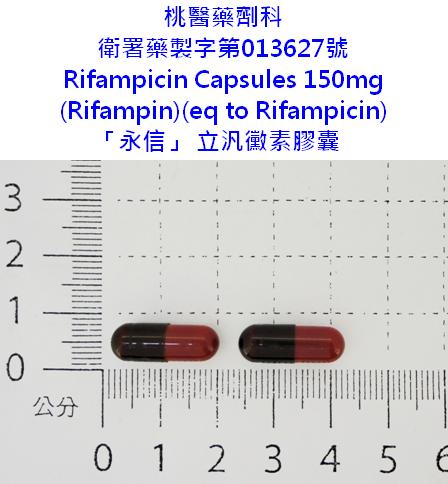 桃醫藥劑科
衛署藥製字第013627號
Rifampicin Capsules 150mg
(Rifampin)(eq to Rifampicin)
「永信」 立汎黴素膠囊
3
2
1
0
公分
0 1 2 3 4 5 6